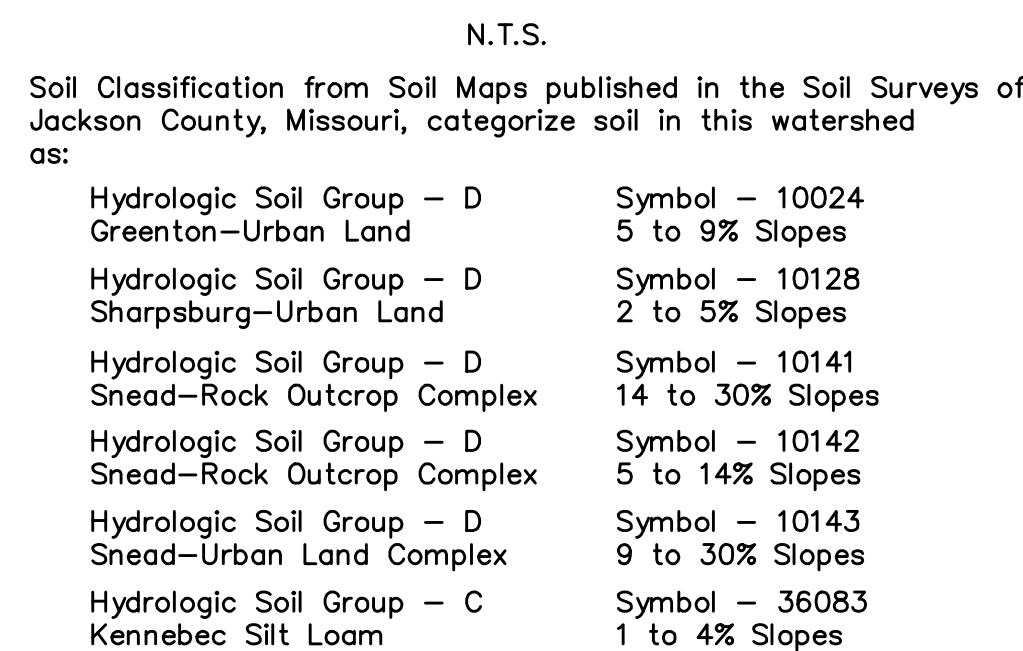 N.T.S.
Soil Classification from Soil Maps published in the Soil Surveys of
Jackson County, Missouri, categorize soil in this watershed
as:
Hydrologic Soil Group – D Symbol – 10024
Greenton–Urban Land 5 to 9% Slopes
Hydrologic Soil Group – D Symbol – 10128
Sharpsburg–Urban Land 2 to 5% Slopes
Hydrologic Soil Group – D Symbol – 10141
Snead–Rock Outcrop Complex 14 to 30% Slopes
Hydrologic Soil Group – D Symbol – 10142
Snead–Rock Outcrop Complex 5 to 14% Slopes
Hydrologic Soil Group – D Symbol – 10143
Snead–Urban Land Complex 9 to 30% Slopes
Hydrologic Soil Group – C Symbol – 36083
Kennebec Silt Loam 1 to 4% Slopes